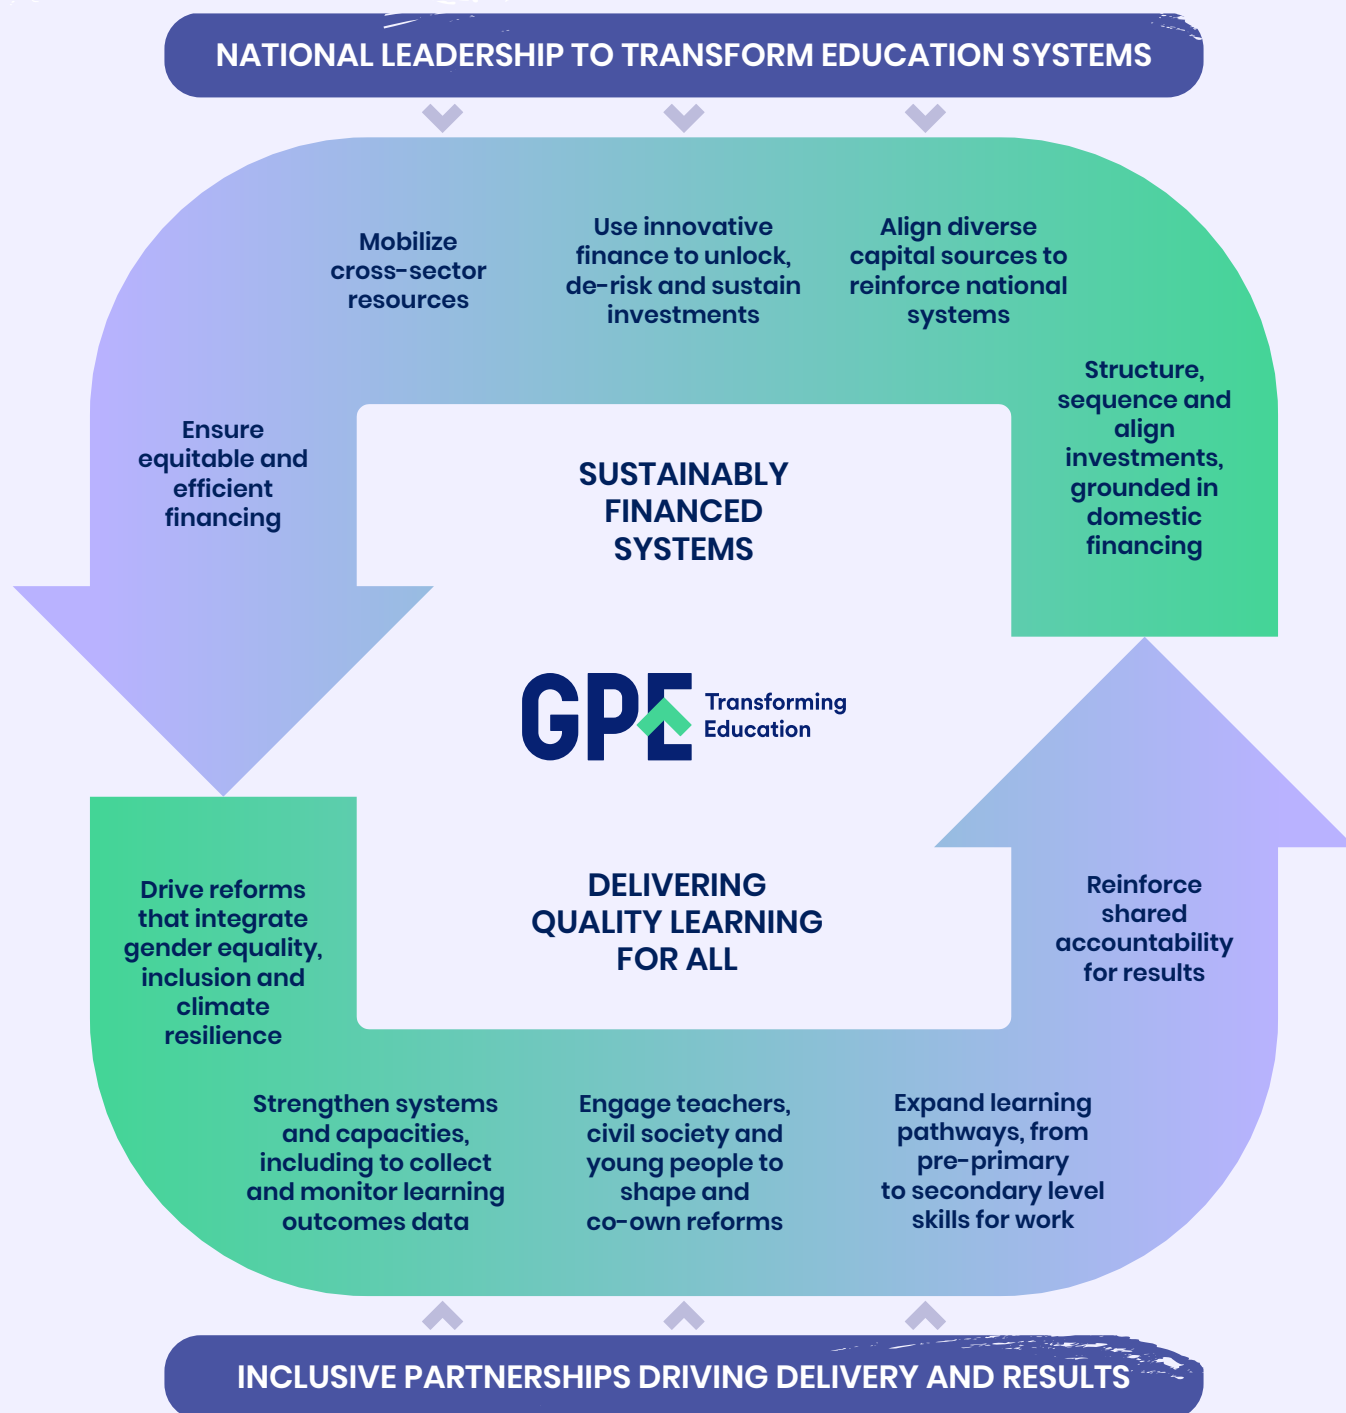 NATIONAL LEADERSHIP TO TRANSFORM EDUCATION SYSTEMS
Mobilize
cross-sector
resources
Use innovative
finance to unlock,
de-risk and sustain
investments
Align diverse
capital sources to
reinforce national
systems
Structure,
sequence and
align
investments,
grounded in
domestic
financing
Ensure
equitable and
efficient
financing
SUSTAINABLY
FINANCED
SYSTEMS
GPE
Transforming
Education
DELIVERING
QUALITY LEARNING
FOR ALL
Drive reforms
that integrate
gender equality,
inclusion and
climate
resilience
Strengthen systems
and capacities,
including to collect
and monitor learning
outcomes data
Engage teachers,
civil society and
young people to
shape and
co-own reforms
Expand learning
pathways, from
pre-primary
to secondary level
skills for work
Reinforce
shared
accountability
for results
INCLUSIVE PARTNERSHIPS DRIVING DELIVERY AND RESULTS